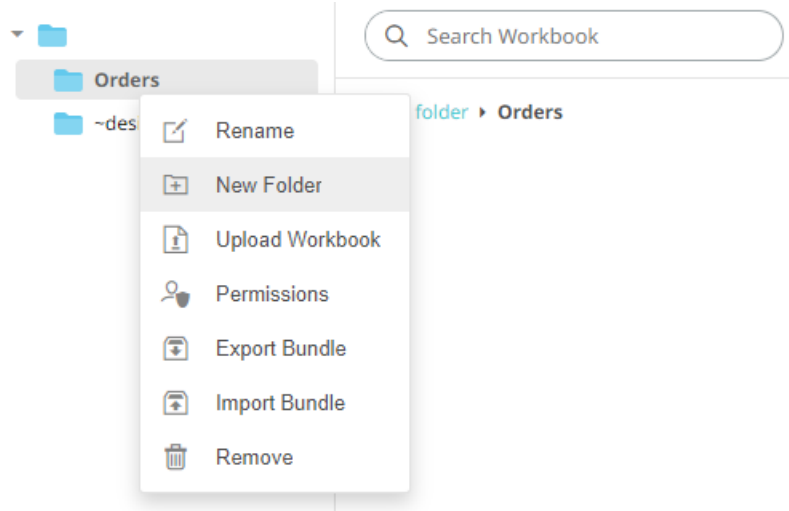 Search Workbook
Orders
folder Orders
~des
Rename
New Folder
Upload Workbook
Permissions
Export Bundle
Import Bundle
Remove